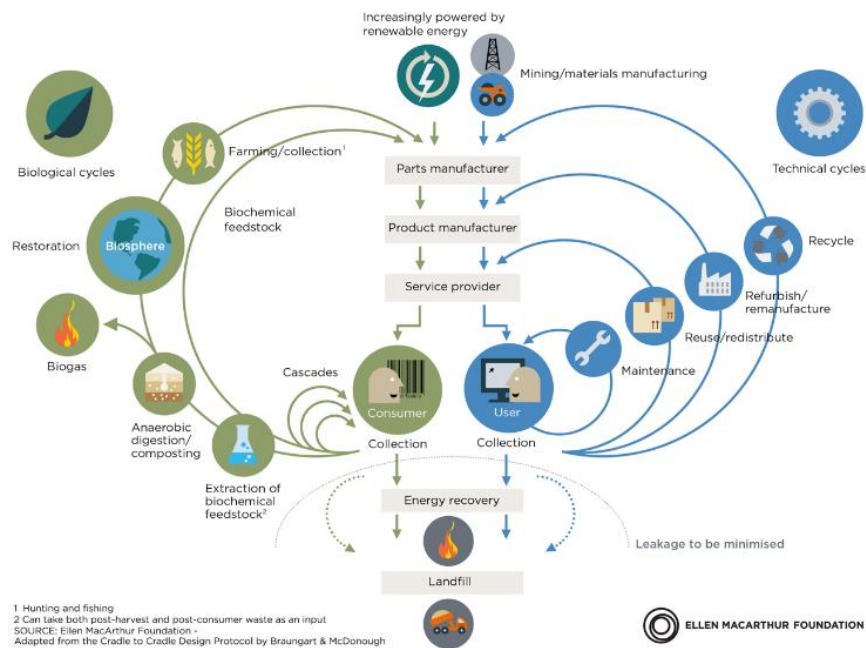 Increasingly powered by
renewable energy
Mining/materials manufacturing
Biological cycles
Farming/collection¹
Technical cycles
Parts manufacturer
Biochemical
feedstock
Product manufacturer
Restoration
Biosphere
Recycle
Service provider
Refurbish/
remanufacture
Reuse/redistribute
Biogas
Cascades
Maintenance
Consumer
User
Anaerobic
digestion/
composting
Collection
Collection
Extraction of
biochemical
feedstock²
Energy recovery
Leakage to be minimised
Landfill
1 Hunting and fishing
2 Can take both post-harvest and post-consumer waste as an input
SOURCE: Ellen MacArthur Foundation -
Adapted from the Cradle to Cradle Design Protocol by Braungart & McDonough
ELLEN MACARTHUR FOUNDATION